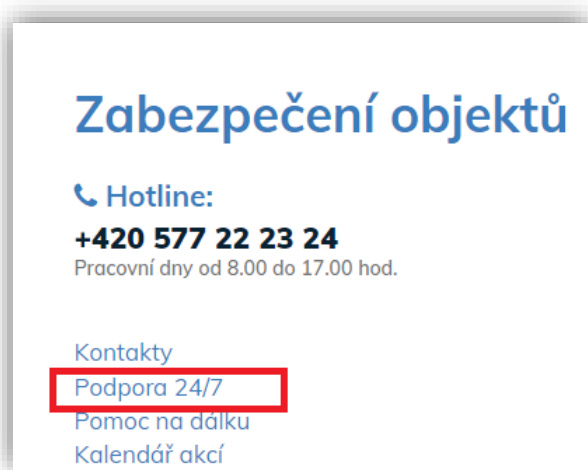 Zabezpečení objektů
Hotline:
+420 577 22 23 24
Pracovní dny od 8.00 do 17.00 hod.
Kontakty
Podpora 24/7
Pomoc na dálku
Kalendář akcí